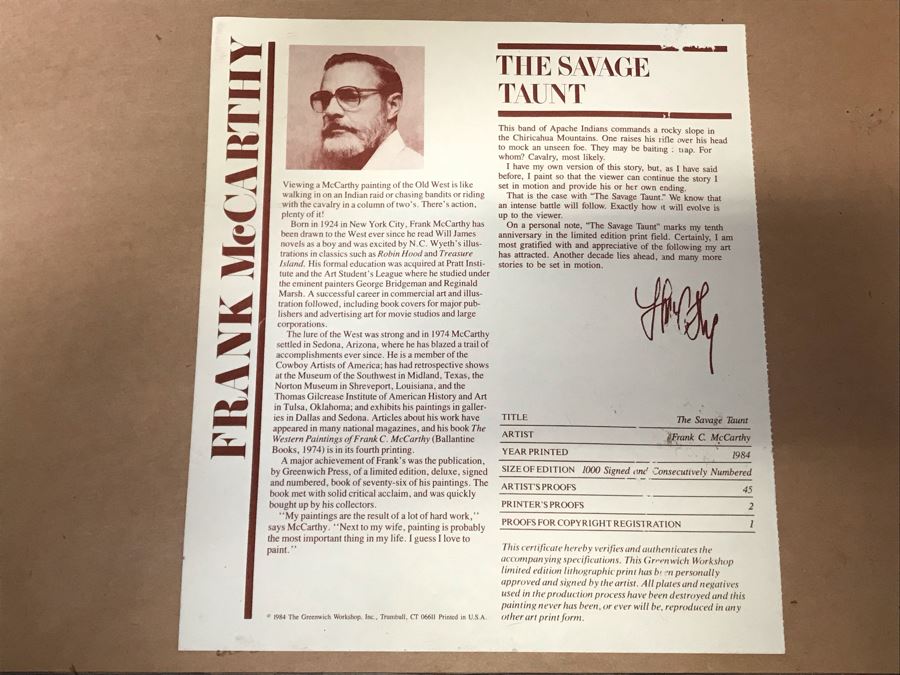 FRANK McCARTHY
Viewing a McCarthy painting of the Old West is like
walking in on an Indian raid or chasing bandits or riding
with the cavalry in a column of two's. There's action,
plenty of it!
Born in 1924 in New York City, Frank McCarthy has
been drawn to the West ever since he read Will James
novels as a boy and was excited by N.C. Wyeth's illus-
trations in classics such as Robin Hood and Treasure
Island. His formal education was acquired at Pratt Insti-
tute and the Art Student's League where he studied under
the eminent painters George Bridgeman and Reginald
Marsh. A successful career in commercial art and illus-
tration followed, including book covers for major pub-
lishers and advertising art for movie studios and large
corporations.
The lure of the West was strong and in 1974 McCarthy
settled in Sedona, Arizona, where he has blazed a trail of
accomplishments ever since. He is a member of the
Cowboy Artists of America; has had retrospective shows
at the Museum of the Southwest in Midland, Texas, the
Norton Museum in Shreveport, Louisiana, and the
Thomas Gilcrease Institute of American History and Art
in Tulsa, Oklahoma; and exhibits his paintings in galler-
ies in Dallas and Sedona. Articles about his work have
appeared in many national magazines, and his book The
Western Paintings of Frank C. McCarthy (Ballantine
Books, 1974) is in its fourth printing.
A major achievement of Frank's was the publication,
by Greenwich Press, of a limited edition, deluxe, signed
and numbered, book of seventy-six of his paintings. The
book met with solid critical acclaim, and was quickly
bought up by his collectors.
"My paintings are the result of a lot of hard work,"
says McCarthy. "Next to my wife, painting is probably
the most important thing in my life. I guess I love to
paint."
© 1984 The Greenwich Workshop, Inc., Trumbull, CT 06611 Printed in U.S.A.
THE SAVAGE
TAUNT
This band of Apache Indians commands a rocky slope in
the Chiricahua Mountains. One raises his rifle over his head
to mock an unseen foe. They may be baiting a trap. For
whom? Cavalry, most likely.
I have my own version of this story, but, as I have said
before, I paint so that the viewer can continue the story I
set in motion and provide his or her own ending.
That is the case with "The Savage Taunt." We know that
an intense battle will follow. Exactly how it will evolve is
up to the viewer.
On a personal note, "The Savage Taunt" marks my tenth
anniversary in the limited edition print field. Certainly, I am
most gratified with and appreciative of the following my art
has attracted. Another decade lies ahead, and many more
stories to be set in motion.
TITLE The Savage Taunt
ARTIST Frank C. McCarthy
YEAR PRINTED 1984
SIZE OF EDITION 1000 Signed and Consecutively Numbered
ARTIST'S PROOFS 45
PRINTER'S PROOFS 2
PROOFS FOR COPYRIGHT REGISTRATION 1
This certificate hereby verifies and authenticates the
accompanying specifications. This Greenwich Workshop
limited edition lithographic print has been personally
approved and signed by the artist. All plates and negatives
used in the production process have been destroyed and this
painting never has been, or ever will be, reproduced in any
other art print form.